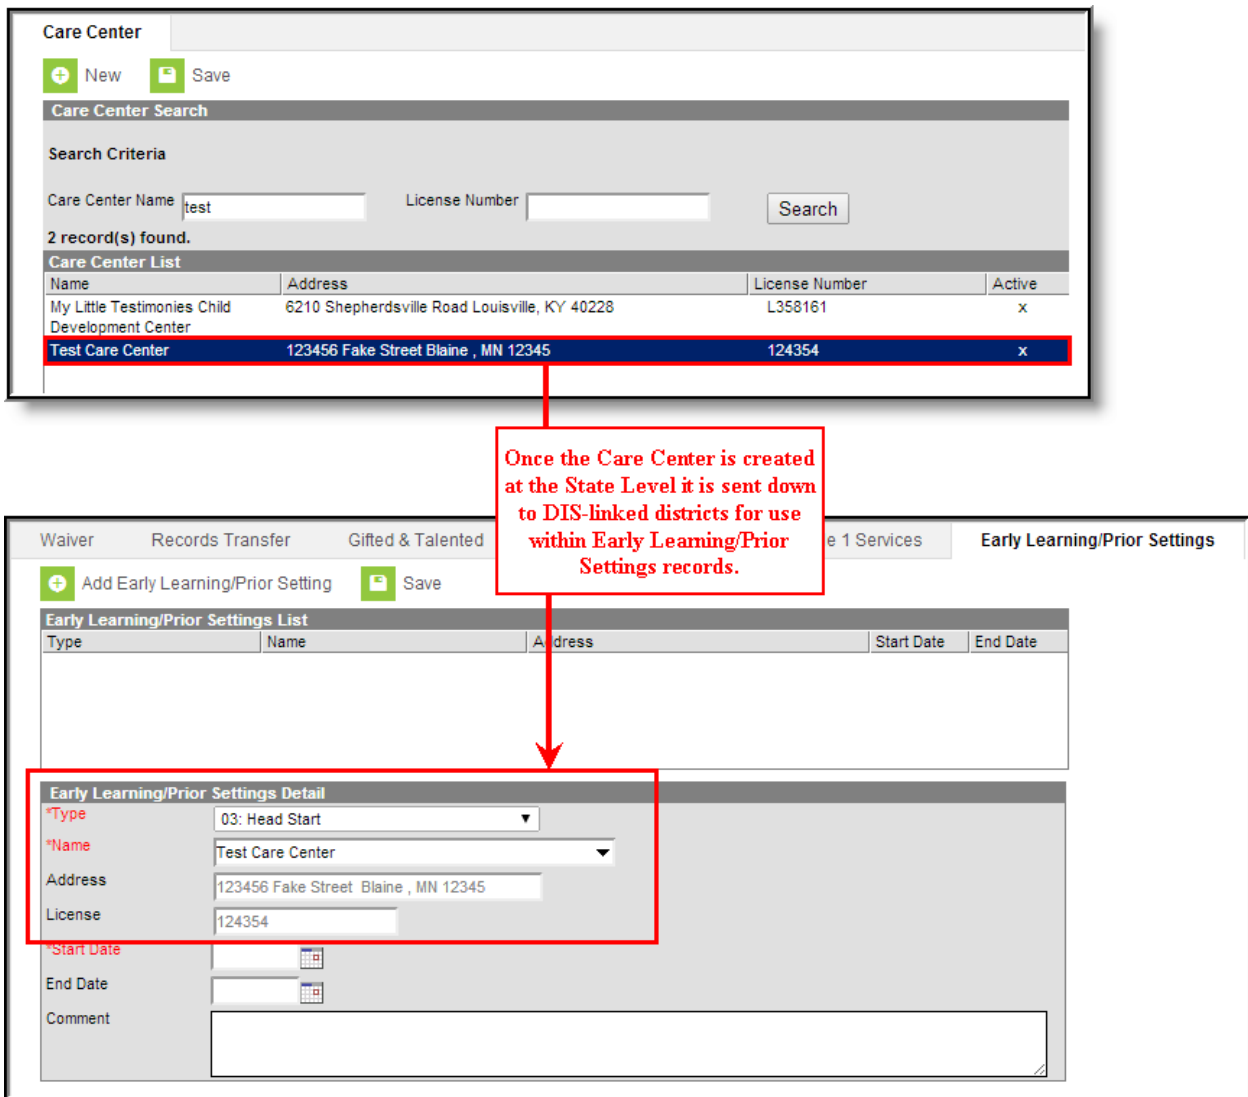 Care Center
New Save
Care Center Search
Search Criteria
Care Center Name test License Number Search
2 record(s) found.
Care Center List
Name Address License Number Active
My Little Testimonies Child 6210 Shepherdsville Road Louisville, KY 40228 L358161 x
Development Center
Test Care Center 123456 Fake Street Blaine , MN 12345 124354 x
Once the Care Center is created
at the State Level it is sent down
to DIS-linked districts for use
within Early Learning/Prior
Settings records.
Waiver Records Transfer Gifted & Talented e 1 Services Early Learning/Prior Settings
Add Early Learning/Prior Setting Save
Early Learning/Prior Settings List
Type Name Address Start Date End Date
Early Learning/Prior Settings Detail
*Type 03: Head Start
*Name Test Care Center
Address 123456 Fake Street  Blaine , MN 12345
License 124354
*Start Date
End Date
Comment